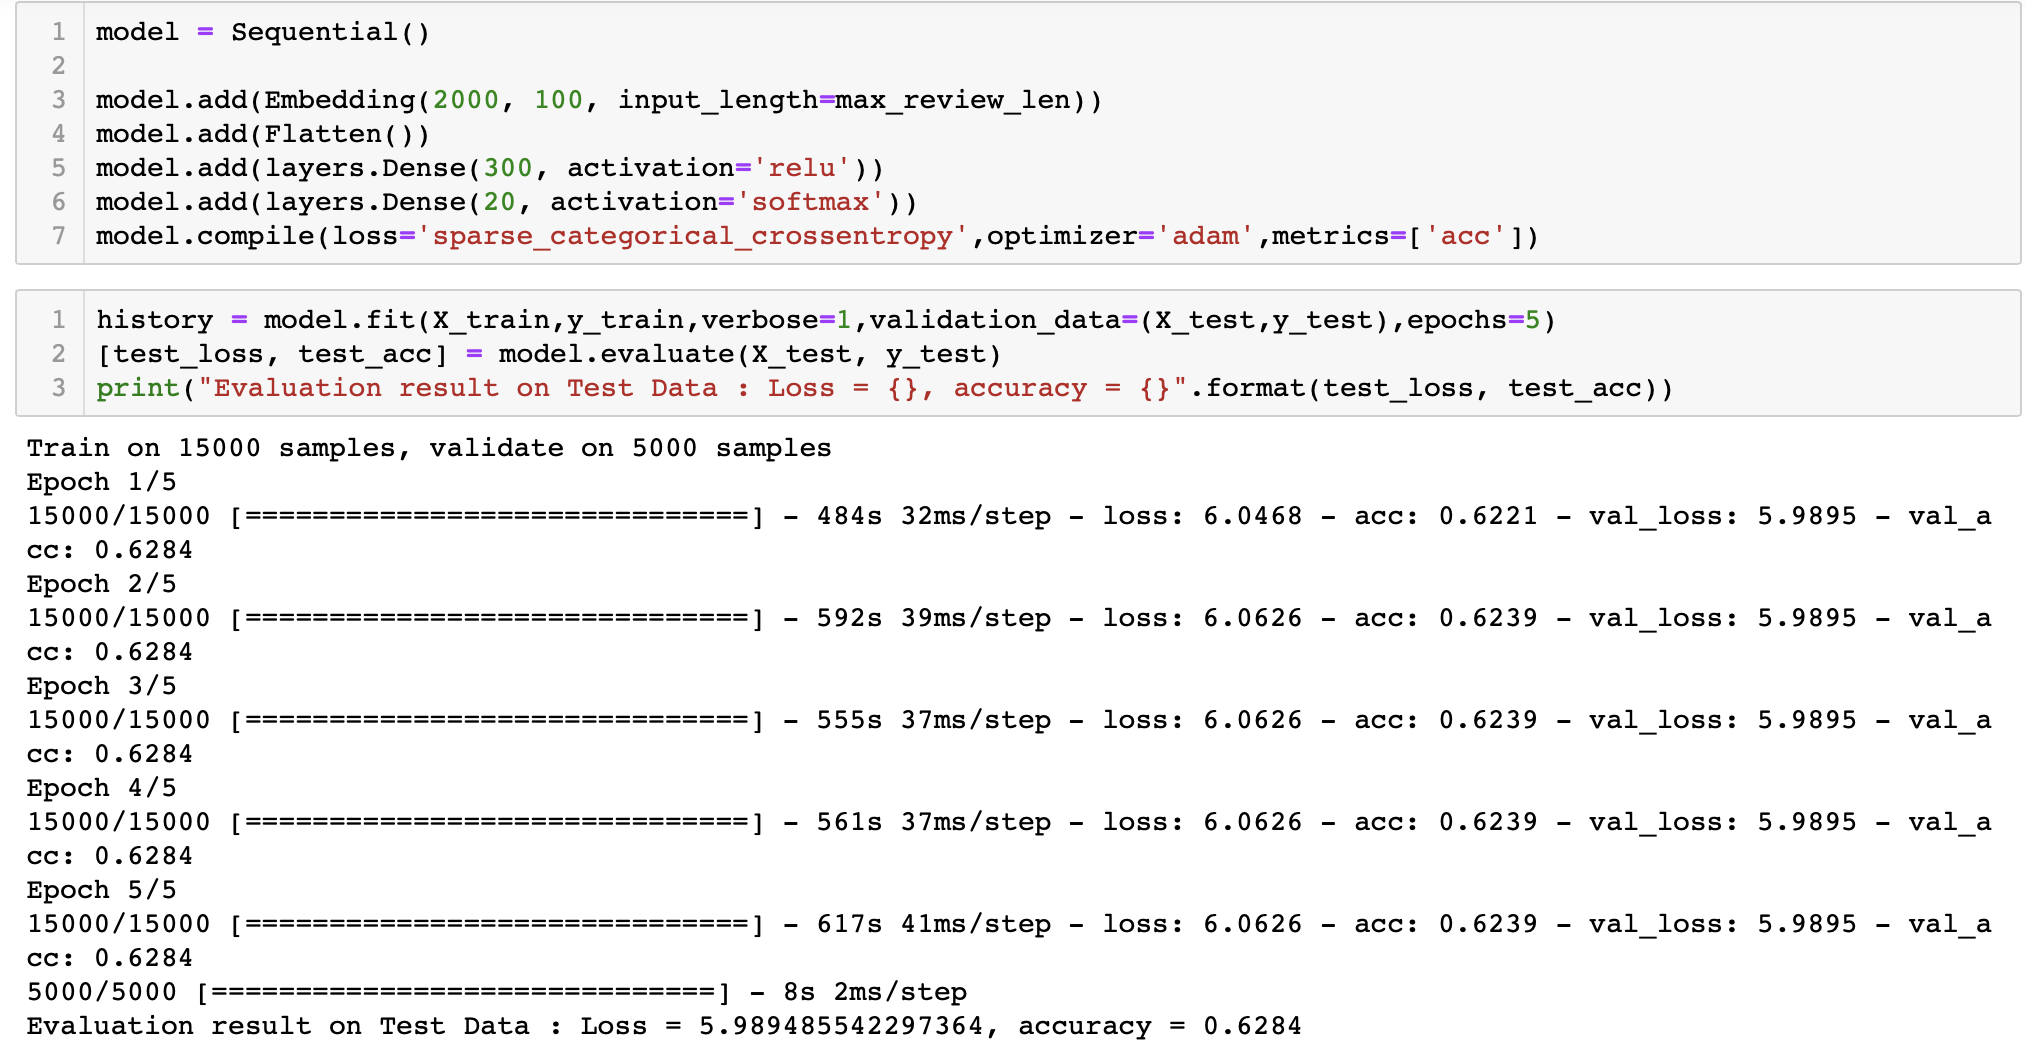 1 model = Sequential()
2
3 model.add(Embedding(2000, 100, input_length=max_review_len))
4 model.add(Flatten())
5 model.add(layers.Dense(300, activation='relu'))
6 model.add(layers.Dense(20, activation='softmax'))
7 model.compile(loss='sparse_categorical_crossentropy',optimizer='adam',metrics=['acc'])
1 history = model.fit(X_train,y_train,verbose=1,validation_data=(X_test,y_test),epochs=5)
2 [test_loss, test_acc] = model.evaluate(X_test, y_test)
3 print("Evaluation result on Test Data : Loss = {}, accuracy = {}".format(test_loss, test_acc))
Train on 15000 samples, validate on 5000 samples
Epoch 1/5
15000/15000 [==============================] - 484s 32ms/step - loss: 6.0468 - acc: 0.6221 - val_loss: 5.9895 - val_a
cc: 0.6284
Epoch 2/5
15000/15000 [==============================] - 592s 39ms/step - loss: 6.0626 - acc: 0.6239 - val_loss: 5.9895 - val_a
cc: 0.6284
Epoch 3/5
15000/15000 [==============================] - 555s 37ms/step - loss: 6.0626 - acc: 0.6239 - val_loss: 5.9895 - val_a
cc: 0.6284
Epoch 4/5
15000/15000 [==============================] - 561s 37ms/step - loss: 6.0626 - acc: 0.6239 - val_loss: 5.9895 - val_a
cc: 0.6284
Epoch 5/5
15000/15000 [==============================] - 617s 41ms/step - loss: 6.0626 - acc: 0.6239 - val_loss: 5.9895 - val_a
cc: 0.6284
5000/5000 [==============================] - 8s 2ms/step
Evaluation result on Test Data : Loss = 5.989485542297364, accuracy = 0.6284